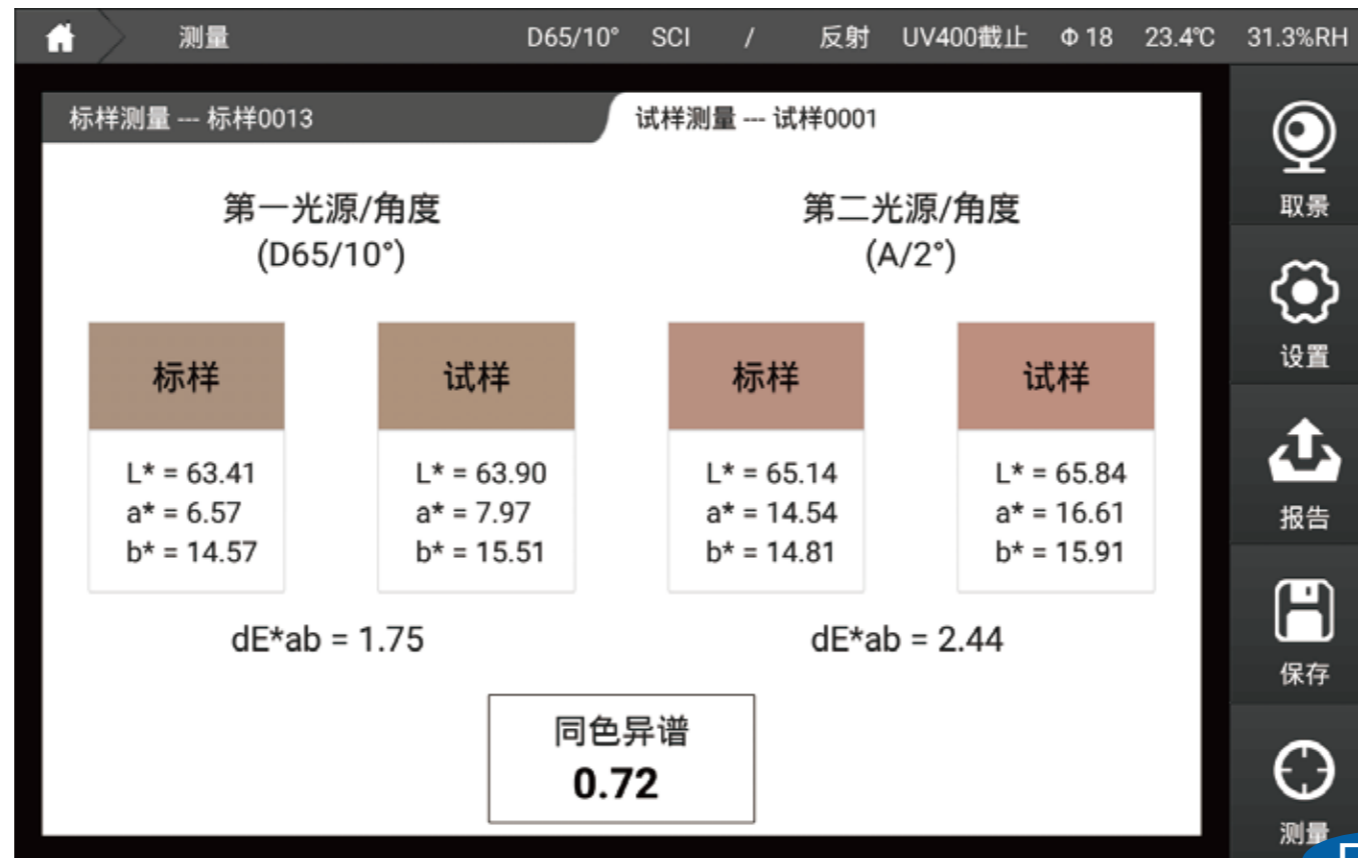 测量 D65/10° SCI / 反射 UV400截止 Φ 18 23.4℃ 31.3%RH
标样测量 --- 标样0013
试样测量 --- 试样0001
第一光源/角度
(D65/10°)
第二光源/角度
(A/2°)
标样
L* = 63.41
a* = 6.57
b* = 14.57
试样
L* = 63.90
a* = 7.97
b* = 15.51
标样
L* = 65.14
a* = 14.54
b* = 14.81
试样
L* = 65.84
a* = 16.61
b* = 15.91
dE*ab = 1.75
dE*ab = 2.44
同色异谱
0.72
取景
设置
报告
保存
测量